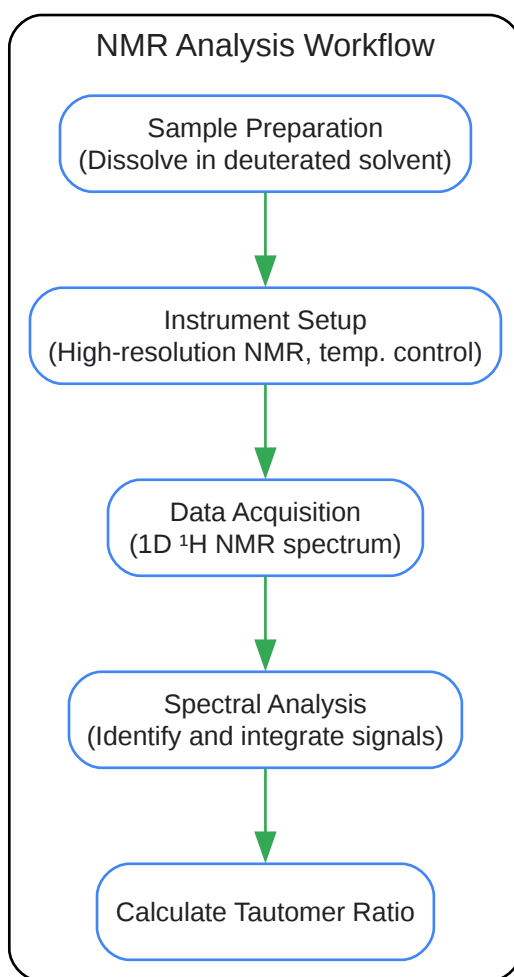 NMR Analysis Workflow
Sample Preparation
(Dissolve in deuterated solvent)
Instrument Setup
(High-resolution NMR, temp. control)
Data Acquisition
(1D ¹H NMR spectrum)
Spectral Analysis
(Identify and integrate signals)
Calculate Tautomer Ratio